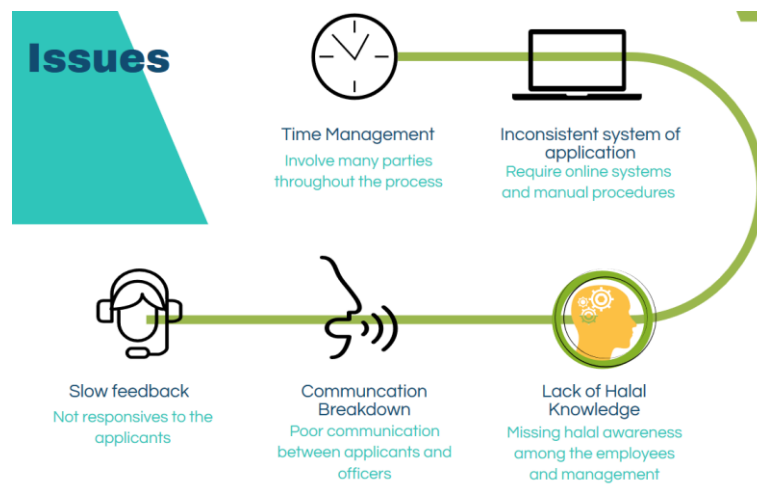 Issues
Time Management
Involve many parties
throughout the process
Inconsistent system of
application
Require online systems
and manual procedures
Slow feedback
Not responsives to the
applicants
Communcation
Breakdown
Poor communication
between applicants and
officers
Lack of Halal
Knowledge
Missing halal awareness
among the employees
and management